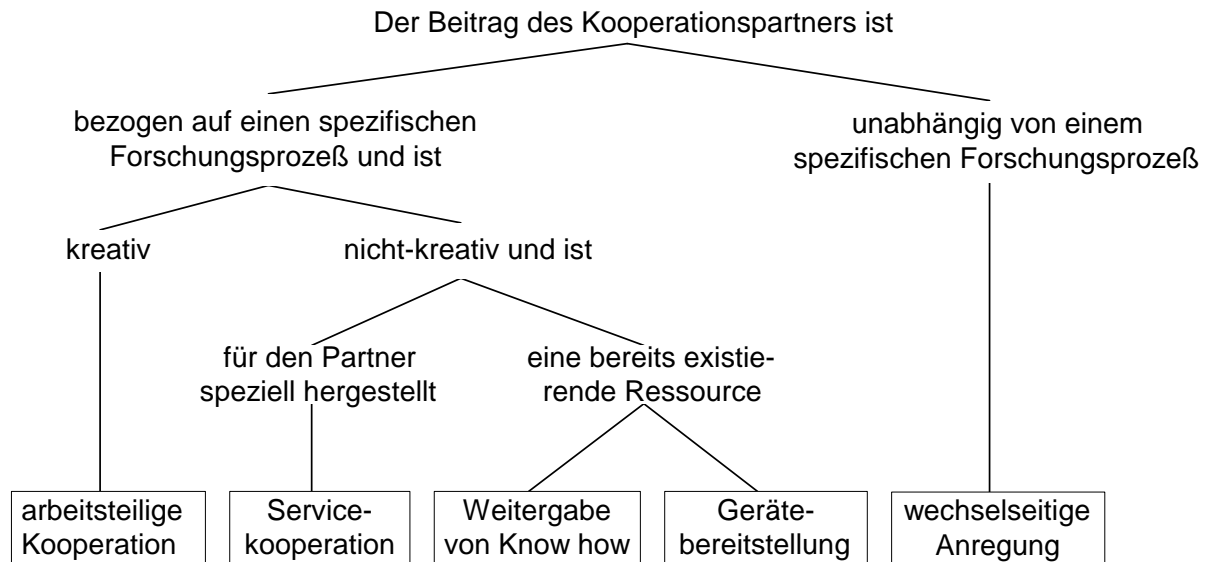 Der Beitrag des Kooperationspartners ist
bezogen auf einen spezifischen
Forschungsprozeß und ist
unabhängig von einem
spezifischen Forschungsprozeß
kreativ
nicht-kreativ und ist
für den Partner
speziell hergestellt
eine bereits existie-
rende Ressource
arbeitsteilige
Kooperation
Service-
kooperation
Weitergabe
von Know how
Geräte-
bereitstellung
wechselseitige
Anregung